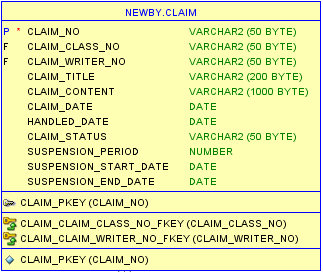 NEWBY.CLAIM
P * CLAIM_NO VARCHAR2 (50 BYTE)
F CLAIM_CLASS_NO VARCHAR2 (50 BYTE)
F CLAIM_WRITER_NO VARCHAR2 (50 BYTE)
CLAIM_TITLE VARCHAR2 (200 BYTE)
CLAIM_CONTENT VARCHAR2 (1000 BYTE)
CLAIM_DATE DATE
HANDLED_DATE DATE
CLAIM_STATUS VARCHAR2 (50 BYTE)
SUSPENSION_PERIOD NUMBER
SUSPENSION_START_DATE DATE
SUSPENSION_END_DATE DATE
CLAIM_PKEY (CLAIM_NO)
CLAIM_CLAIM_CLASS_NO_FKEY (CLAIM_CLASS_NO)
CLAIM_CLAIM_WRITER_NO_FKEY (CLAIM_WRITER_NO)
CLAIM_PKEY (CLAIM_NO)